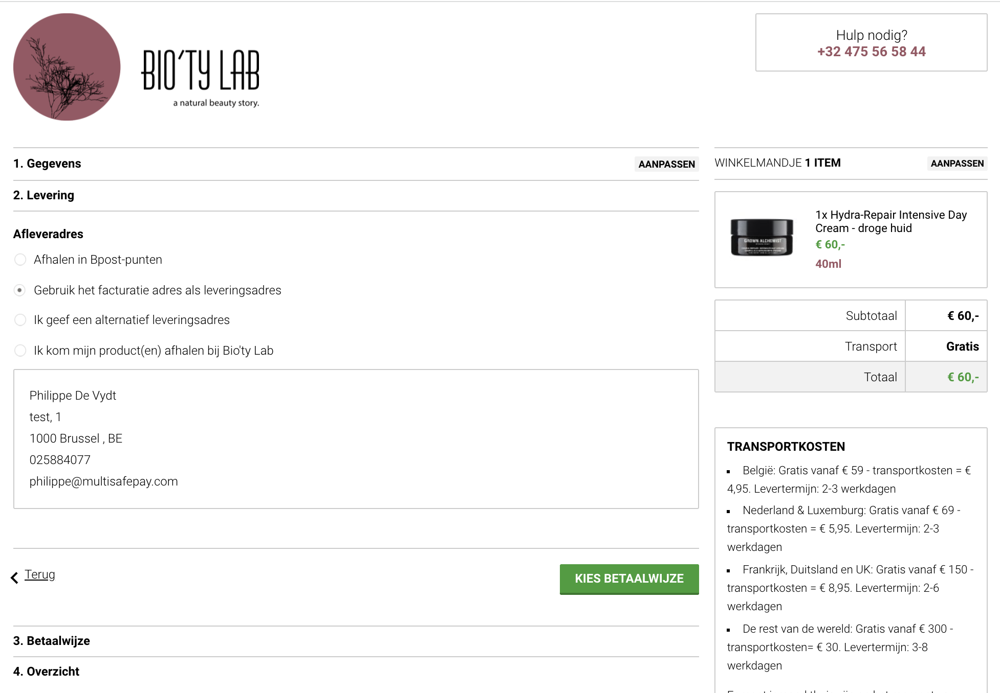 BIO'TY LAB
a natural beauty story.
Hulp nodig?
+32 475 56 58 44
1. Gegevens
AANPASSEN
2. Levering
Afleveradres
Afhalen in Bpost-punten
Gebruik het facturatie adres als leveringsadres
Ik geef een alternatief leveringsadres
Ik kom mijn product(en) afhalen bij Bio'ty Lab
Philippe De Vydt
test, 1
1000 Brussel , BE
025884077
philippe@multisafepay.com
Terug
KIES BETAALWIJZE
3. Betaalwijze
4. Overzicht
WINKELMANDJE 1 ITEM
AANPASSEN
GROWN ALCHEMIST
1x Hydra-Repair Intensive Day
Cream - droge huid
€ 60,-
40ml
Subtotaal € 60,-
Transport Gratis
Totaal € 60,-
TRANSPORTKOSTEN
▪ België: Gratis vanaf € 59 - transportkosten = €
4,95. Levertermijn: 2-3 werkdagen
▪ Nederland & Luxemburg: Gratis vanaf € 69 -
transportkosten = € 5,95. Levertermijn: 2-3
werkdagen
▪ Frankrijk, Duitsland en UK: Gratis vanaf € 150 -
transportkosten = € 8,95. Levertermijn: 2-6
werkdagen
▪ De rest van de wereld: Gratis vanaf € 300 -
transportkosten= € 30. Levertermijn: 3-8
werkdagen